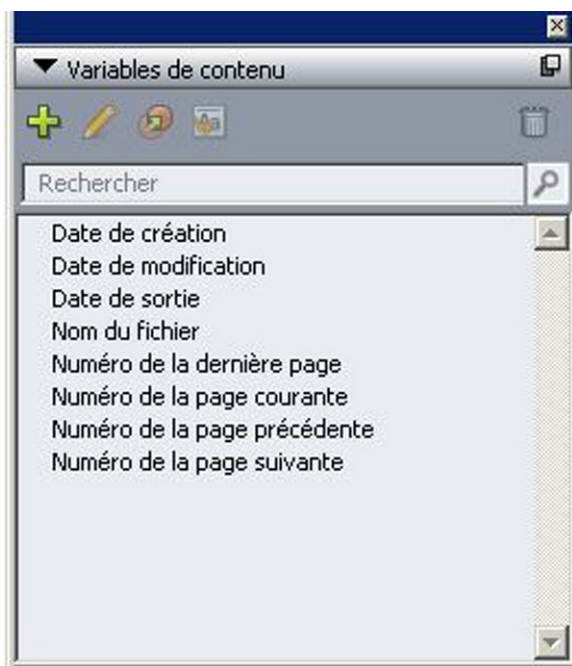 Variables de contenu
Aa
Rechercher
Date de création
Date de modification
Date de sortie
Nom du fichier
Numéro de la dernière page
Numéro de la page courante
Numéro de la page précédente
Numéro de la page suivante